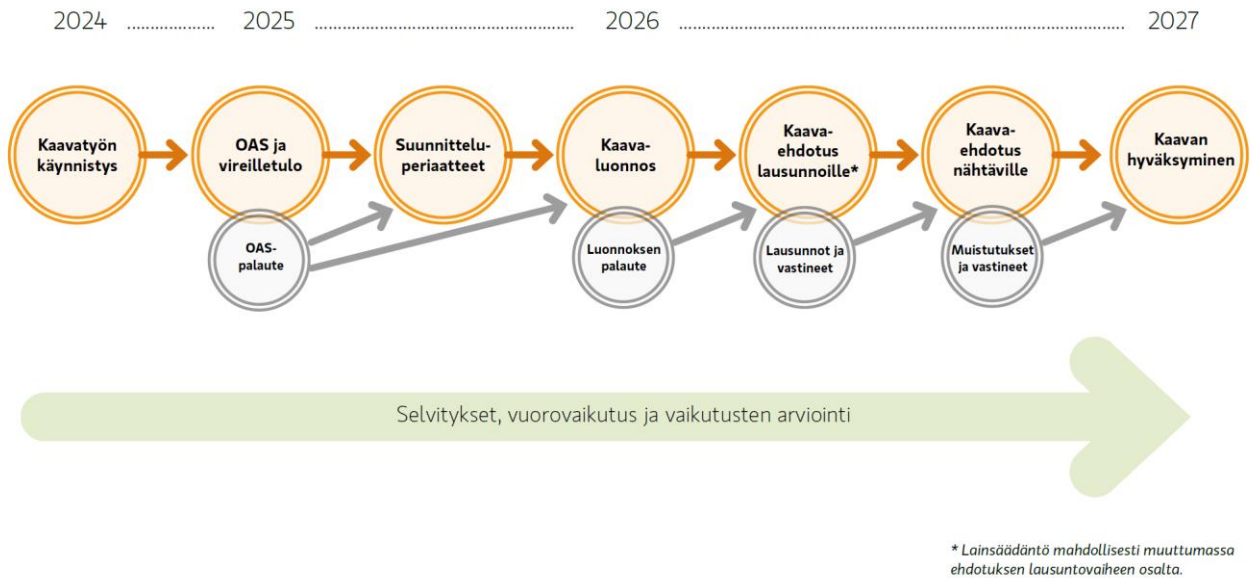 2024 .................... 2025 ........................................................... 2026 ........................................................................................................... 2027
Kaavatyön
käynnistys
OAS ja
vireilletulo
Suunnittelu-
periaatteet
Kaava-
luonnos
Kaava-
ehdotus
lausunnoille*
Kaava-
ehdotus
nähtäville
Kaavan
hyväksyminen
OAS-
palaute
Luonnoksen
palaute
Lausunnot ja
vastineet
Muistutukset
ja vastineet
Selvitykset, vuorovaikutus ja vaikutusten arviointi
* Lainsäädäntö mahdollisesti muuttumassa
ehdotuksen lausuntovaiheen osalta.